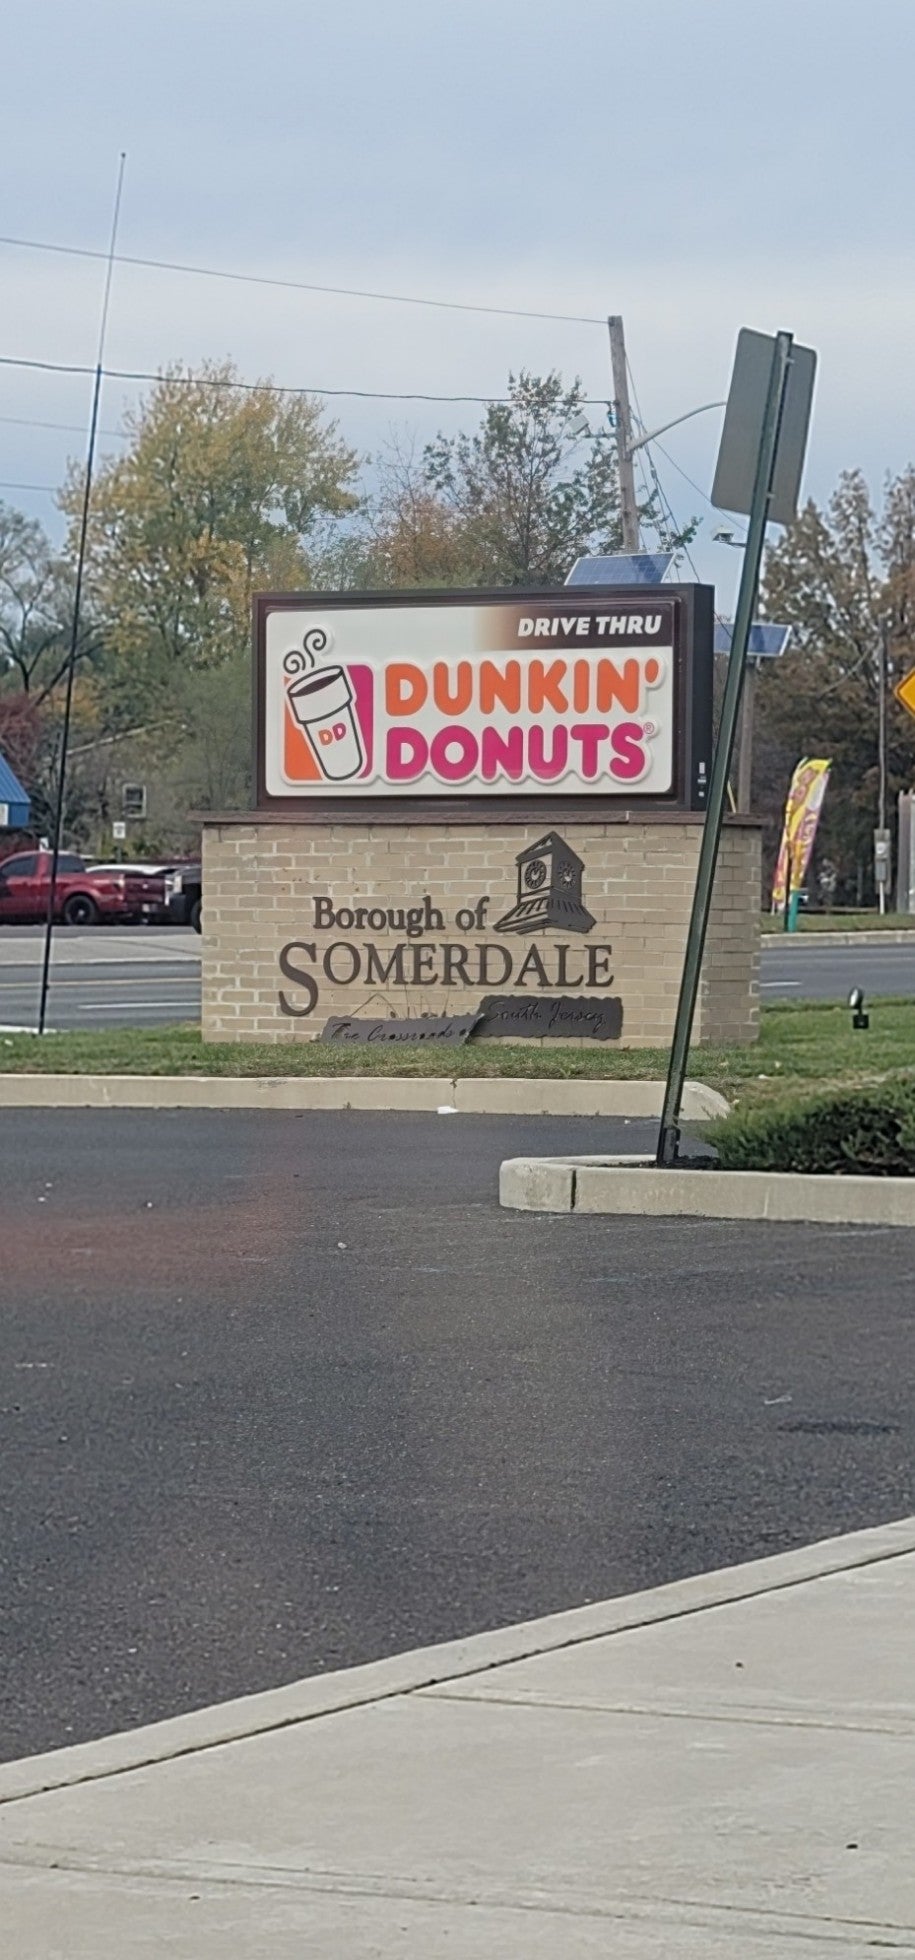 DRIVE THRU
DD
DUNKIN'
DONUTS®
Borough of
SOMERDALE
The Crossroads of South Jersey